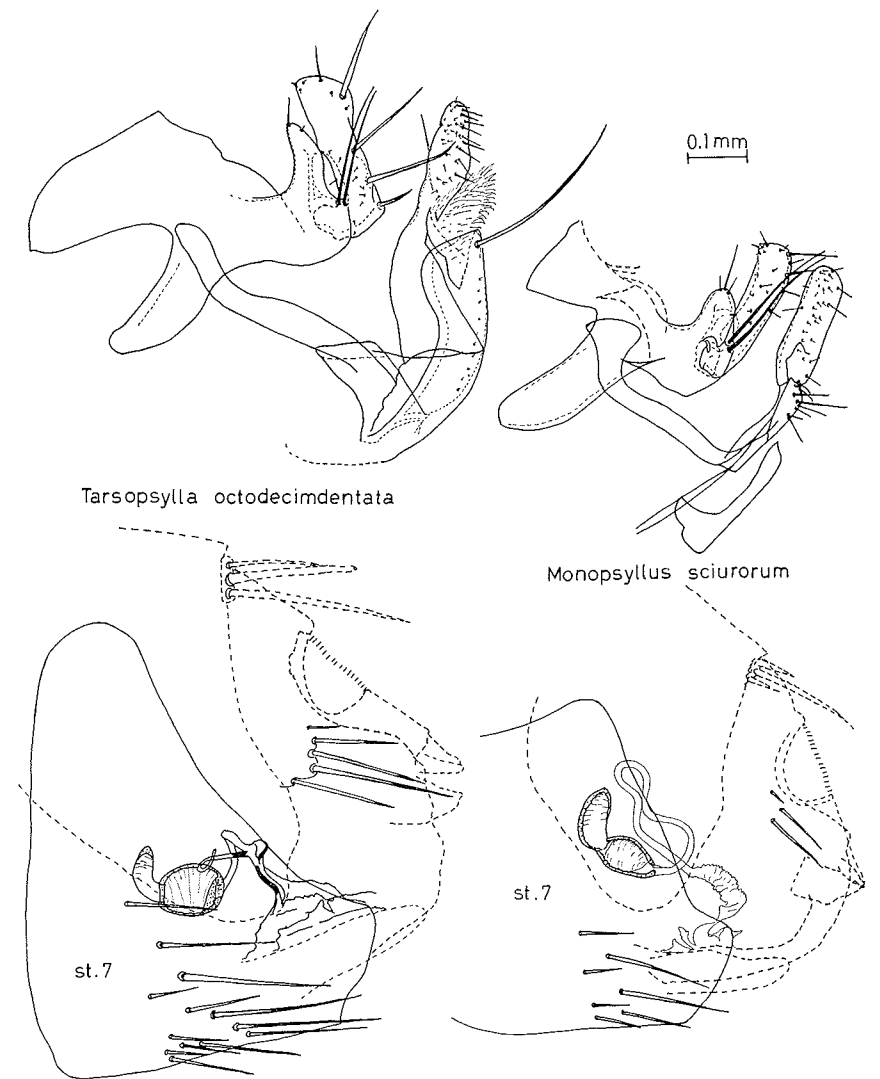 0.1mm
Tarsopsylla octodecimdentata
Monopsyllus sciurorum
st.7
st.7